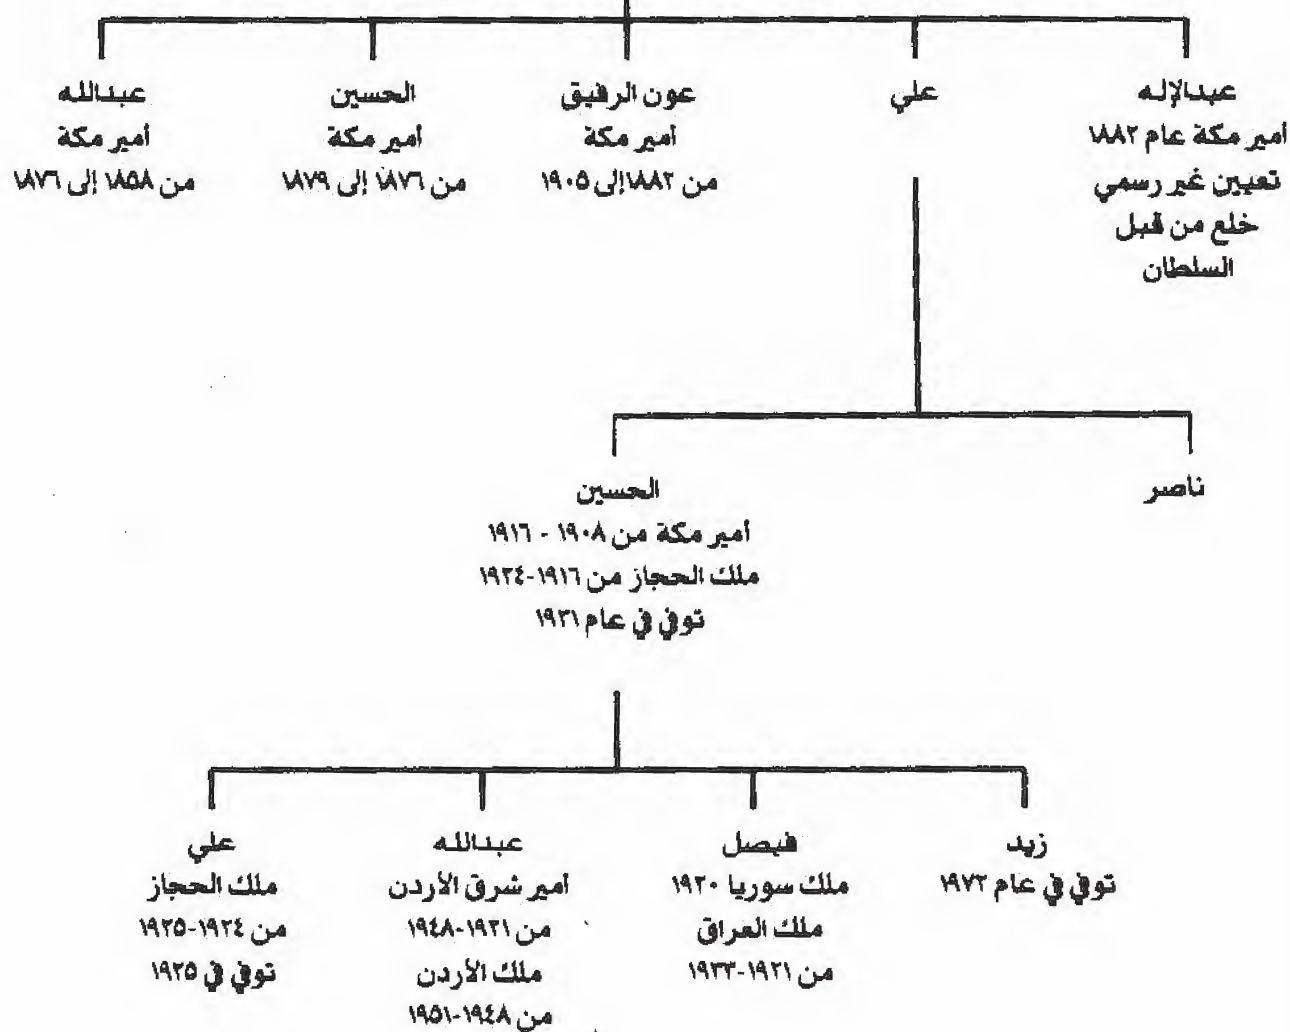 عبدالإله
أمير مكة عام ١٨٨٢
تعيين غير رسمي
خلع من قبل
السلطان
علي
عون الرفيق
أمير مكة
من ١٨٨٢إلى ١٩٠٥
الحسين
أمير مكة
من ١٨٧٦ إلى ١٨٧٩
عبدالله
أمير مكة
من ١٨٥٨ إلى ١٨٧٦
ناصر
الحسين
أمير مكة من ١٩٠٨ - ١٩١٦
ملك الحجاز من ١٩١٦-١٩٢٤
توفي في عام ١٩٣١
زيد
توفي في عام ١٩٧٢
فيصل
ملك سوريا ١٩٢٠
ملك العراق
من ١٩٢١-١٩٣٣
عبدالله
أمير شرق الأردن
من ١٩٢١-١٩٤٨
ملك الأردن
من ١٩٤٨-١٩٥١
علي
ملك الحجاز
من ١٩٢٤-١٩٢٥
توفي في ١٩٢٥